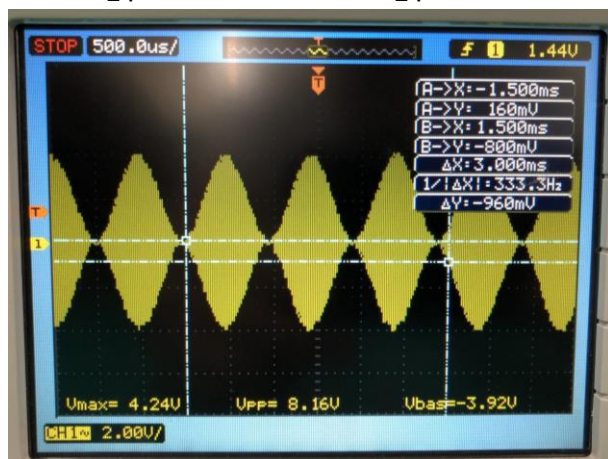 STOP 500.0us/ T f 1 1.44V
T
A->X:-1.500ms
A->Y: 160mV
B->X: 1.500ms
B->Y:-800mV
ΔX:3.000ms
1/|ΔX|:333.3Hz
ΔY:-960mV
T
1
Vmax= 4.24V Vpp= 8.16V Vbas=-3.92V
CH1~ 2.00V/